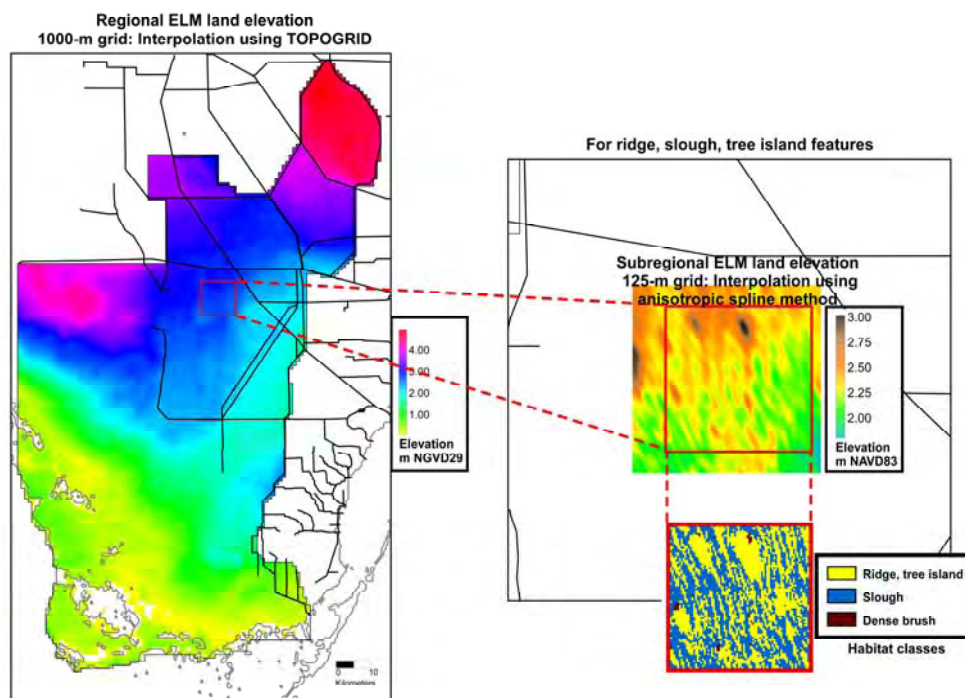 Regional ELM land elevation
1000-m grid: Interpolation using TOPOGRID
4.00
3.00
2.00
1.00
Elevation
m NGVD29
0 10
Kilometers
For ridge, slough, tree island features
Subregional ELM land elevation
125-m grid: Interpolation using
anisotropic spline method
3.00
2.75
2.50
2.25
2.00
Elevation
m NAVD83
Ridge, tree island
Slough
Dense brush
Habitat classes